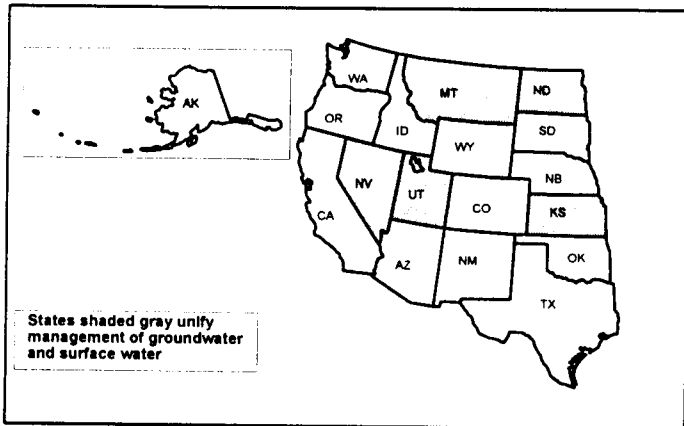 WA
MT
ND
AK
OR
ID
SD
WY
NB
NV
UT
CO
KS
CA
AZ
NM
OK
TX
States shaded gray unify
management of groundwater
and surface water